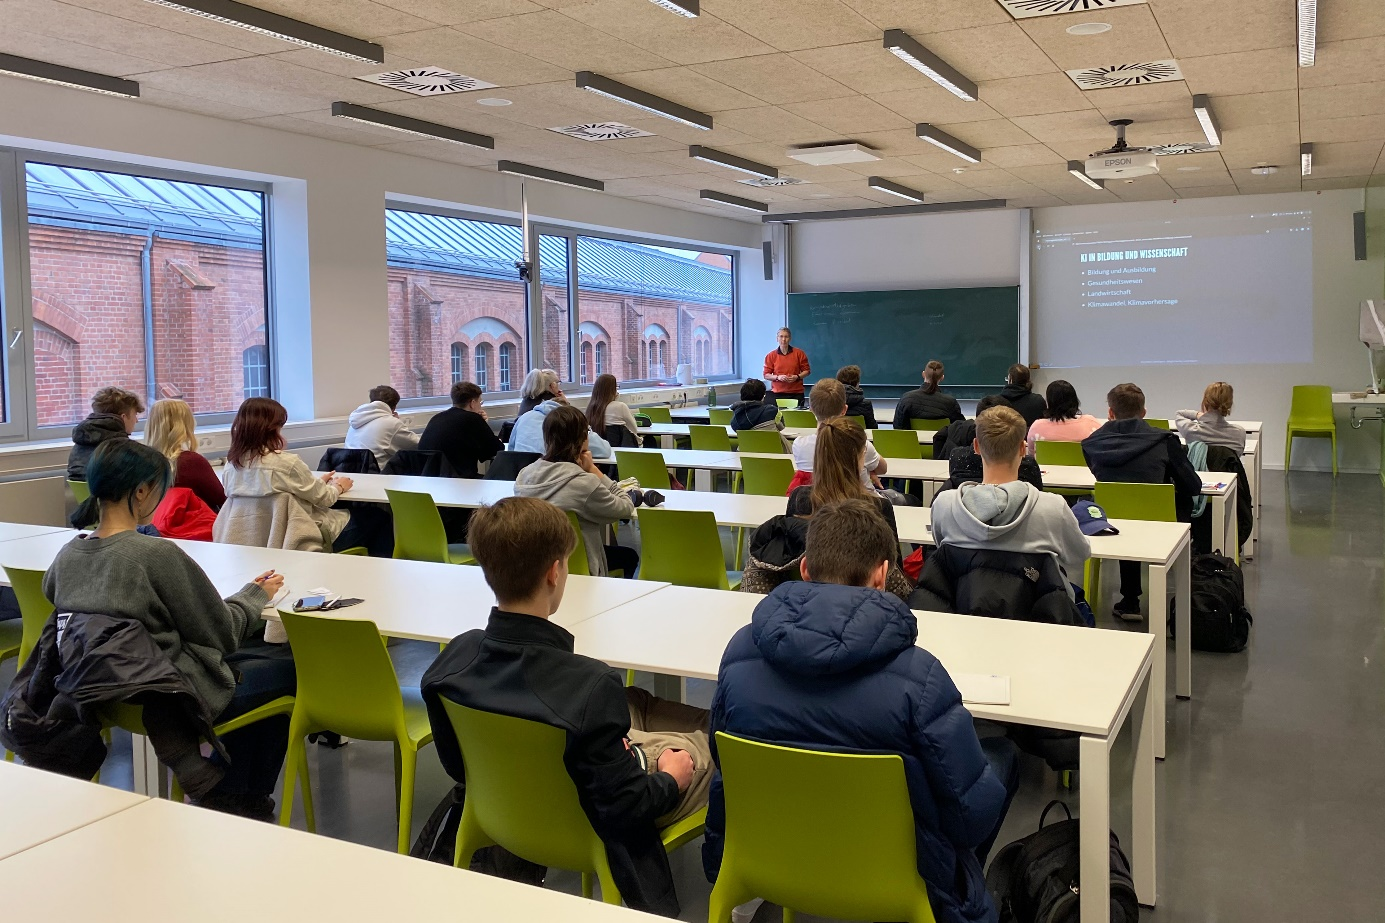 EPSON
KI IN BILDUNG UND WISSENSCHAFT
Bildung und Ausbildung
Gesundheitswesen
Landwirtschaft
Klimawandel, Klimavorhersage